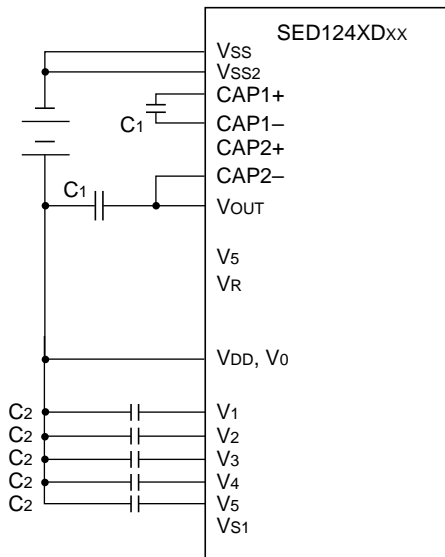 SED124XDXX
VSS
VSS2
CAP1+
C1
CAP1–
CAP2+
CAP2–
C1
VOUT
V5
VR
VDD, V0
C2
V1
C2
V2
C2
V3
C2
V4
C2
V5
VS1